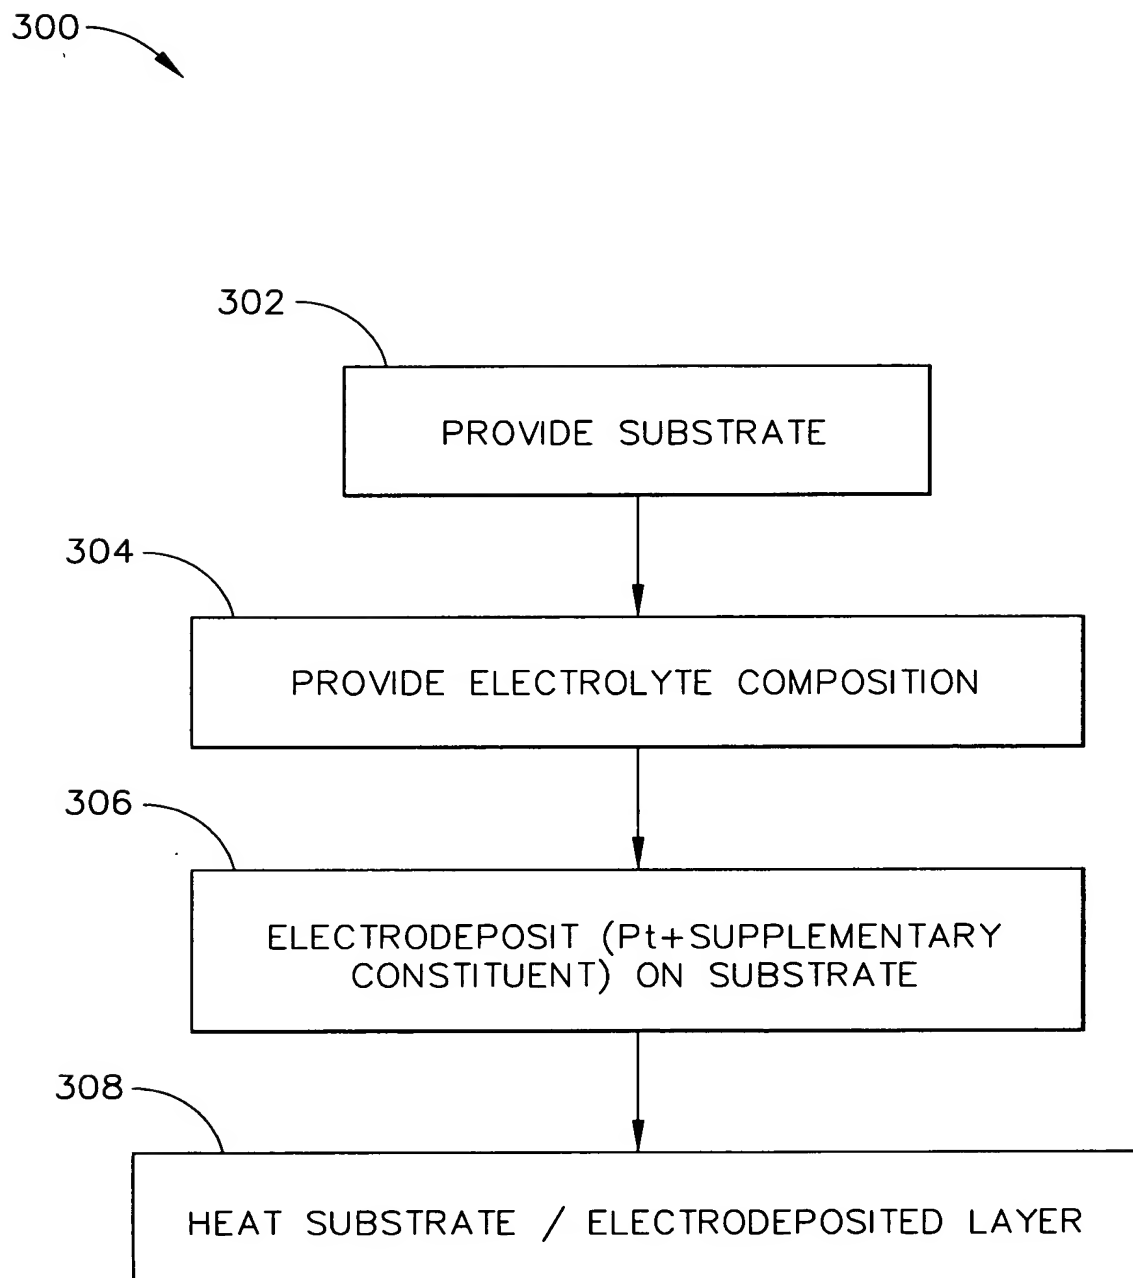 300
302
PROVIDE SUBSTRATE
304
PROVIDE ELECTROLYTE COMPOSITION
306
ELECTRODEPOSIT (Pt+SUPPLEMENTARY
CONSTITUENT) ON SUBSTRATE
308
HEAT SUBSTRATE / ELECTRODEPOSITED LAYER